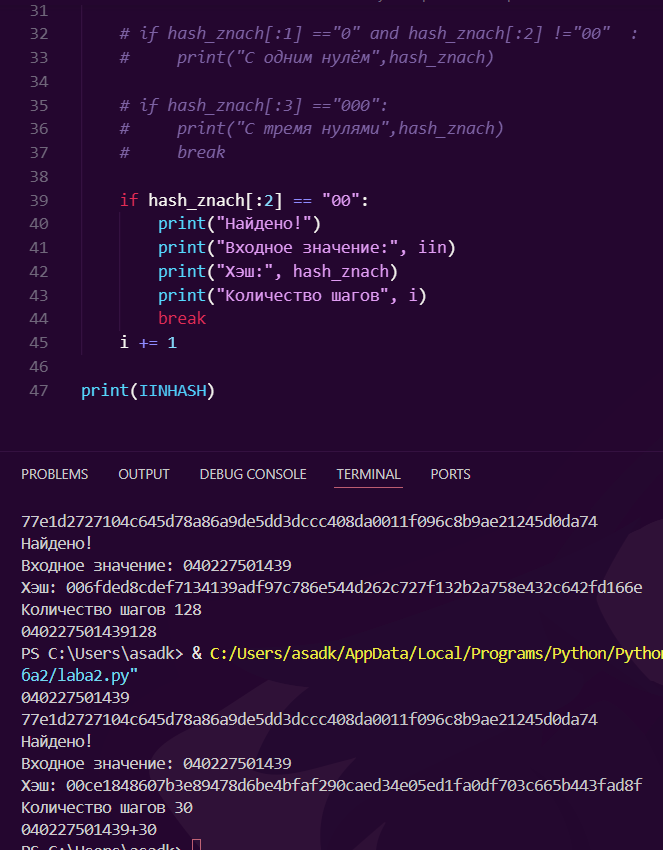 31
32 # if hash_znach[:1] =="0" and hash_znach[:2] !="00"  :
33 #     print("С одним нулём",hash_znach)
34
35 # if hash_znach[:3] =="000":
36 #     print("С тремя нулями",hash_znach)
37 #     break
38
39 if hash_znach[:2] == "00":
40 print("Найдено!")
41 print("Входное значение:", iin)
42 print("Хэш:", hash_znach)
43 print("Количество шагов", i)
44 break
45 i += 1
46
47 print(IINHASH)
PROBLEMS OUTPUT DEBUG CONSOLE TERMINAL PORTS
77e1d2727104c645d78a86a9de5dd3dccc408da0011f096c8b9ae21245d0da74
Найдено!
Входное значение: 040227501439
Хэш: 006fded8cdef7134139adf97c786e544d262c727f132b2a758e432c642fd166e
Количество шагов 128
040227501439128
PS C:\Users\asadk> & C:/Users/asadk/AppData/Local/Programs/Python/Python
6a2/laba2.py"
040227501439
77e1d2727104c645d78a86a9de5dd3dccc408da0011f096c8b9ae21245d0da74
Найдено!
Входное значение: 040227501439
Хэш: 00ce1848607b3e89478d6be4bfaf290caed34e05ed1fa0df703c665b443fad8f
Количество шагов 30
040227501439+30
PS C:\Users\asadk>